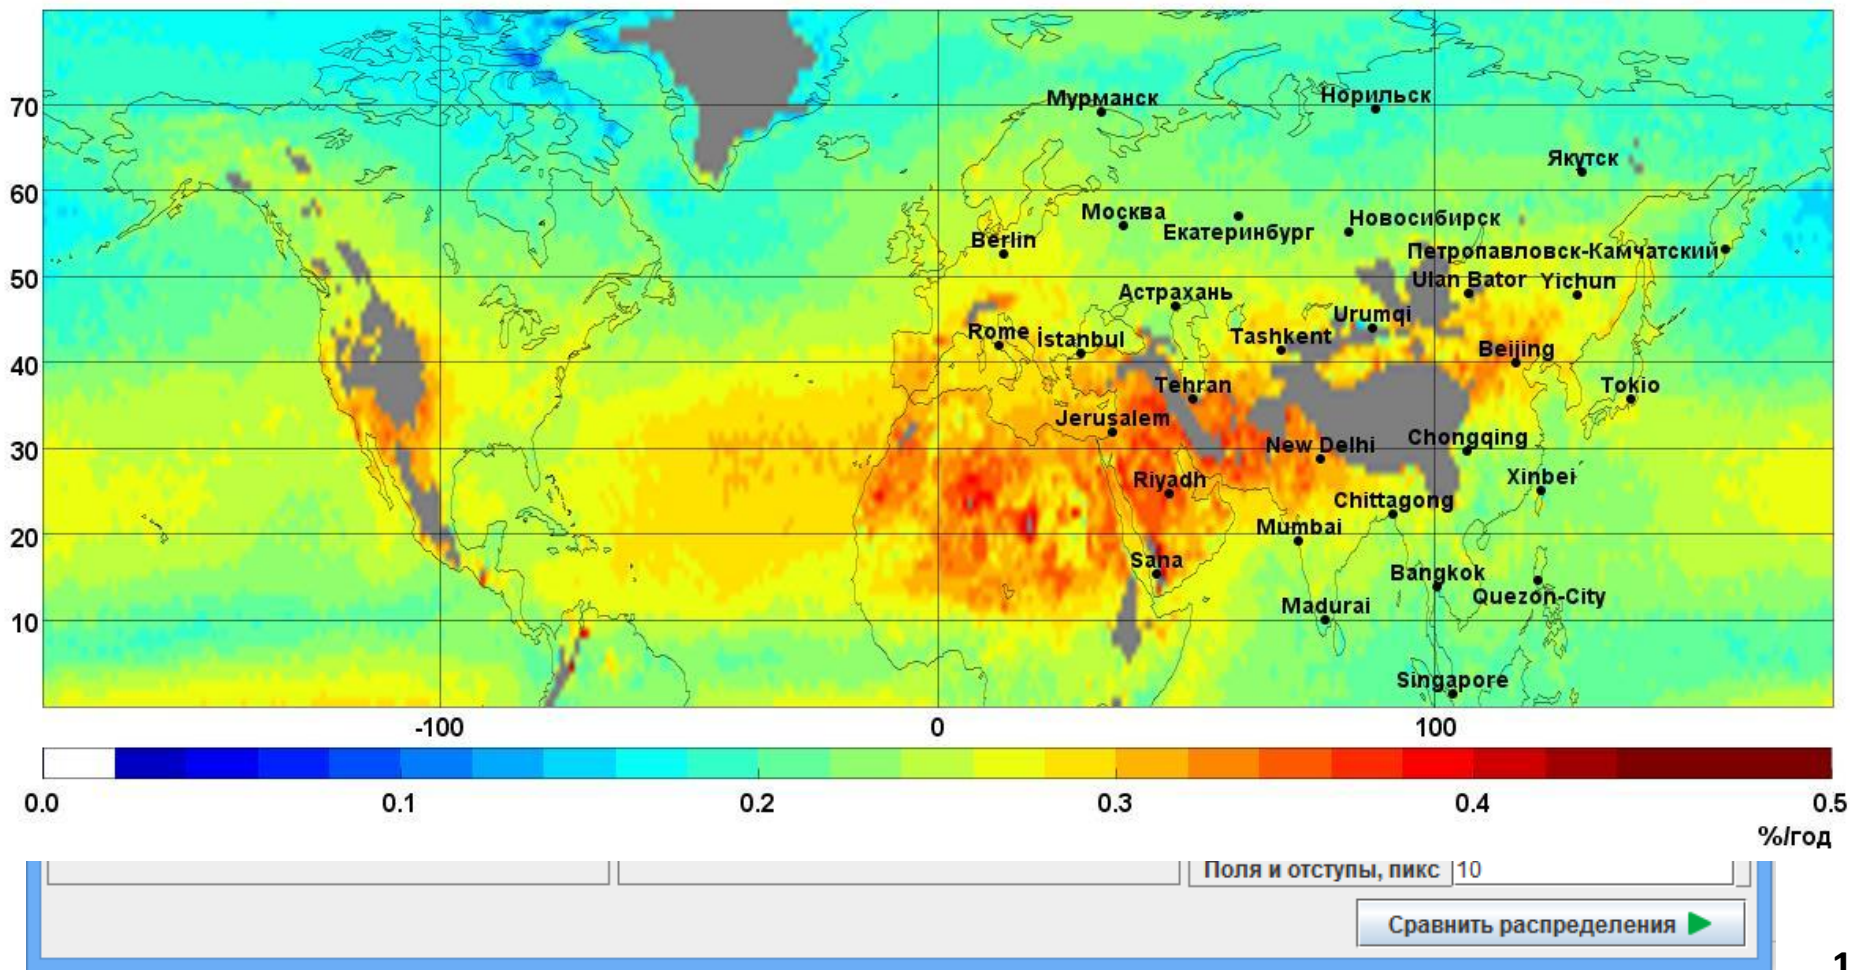 70
Мурманск
Норильск
Якутск
60
Москва
Екатеринбург
Новосибирск
Berlin
Петропавловск-Камчатский
50
Ulan Bator
Yichun
Астрахань
Urumqi
Rome
İstanbul
Tashkent
Beijing
40
Tehran
Tokio
Jerusalem
30
New Delhi
Chongqing
Riyadh
Xinbei
Chittagong
20
Mumbai
Sana
Bangkok
Quezon-City
10
Madurai
Singapore
-100
0
100
0.0
0.1
0.2
0.3
0.4
0.5
%/год
Поля и отступы, пикс
10
Сравнить распределения
1